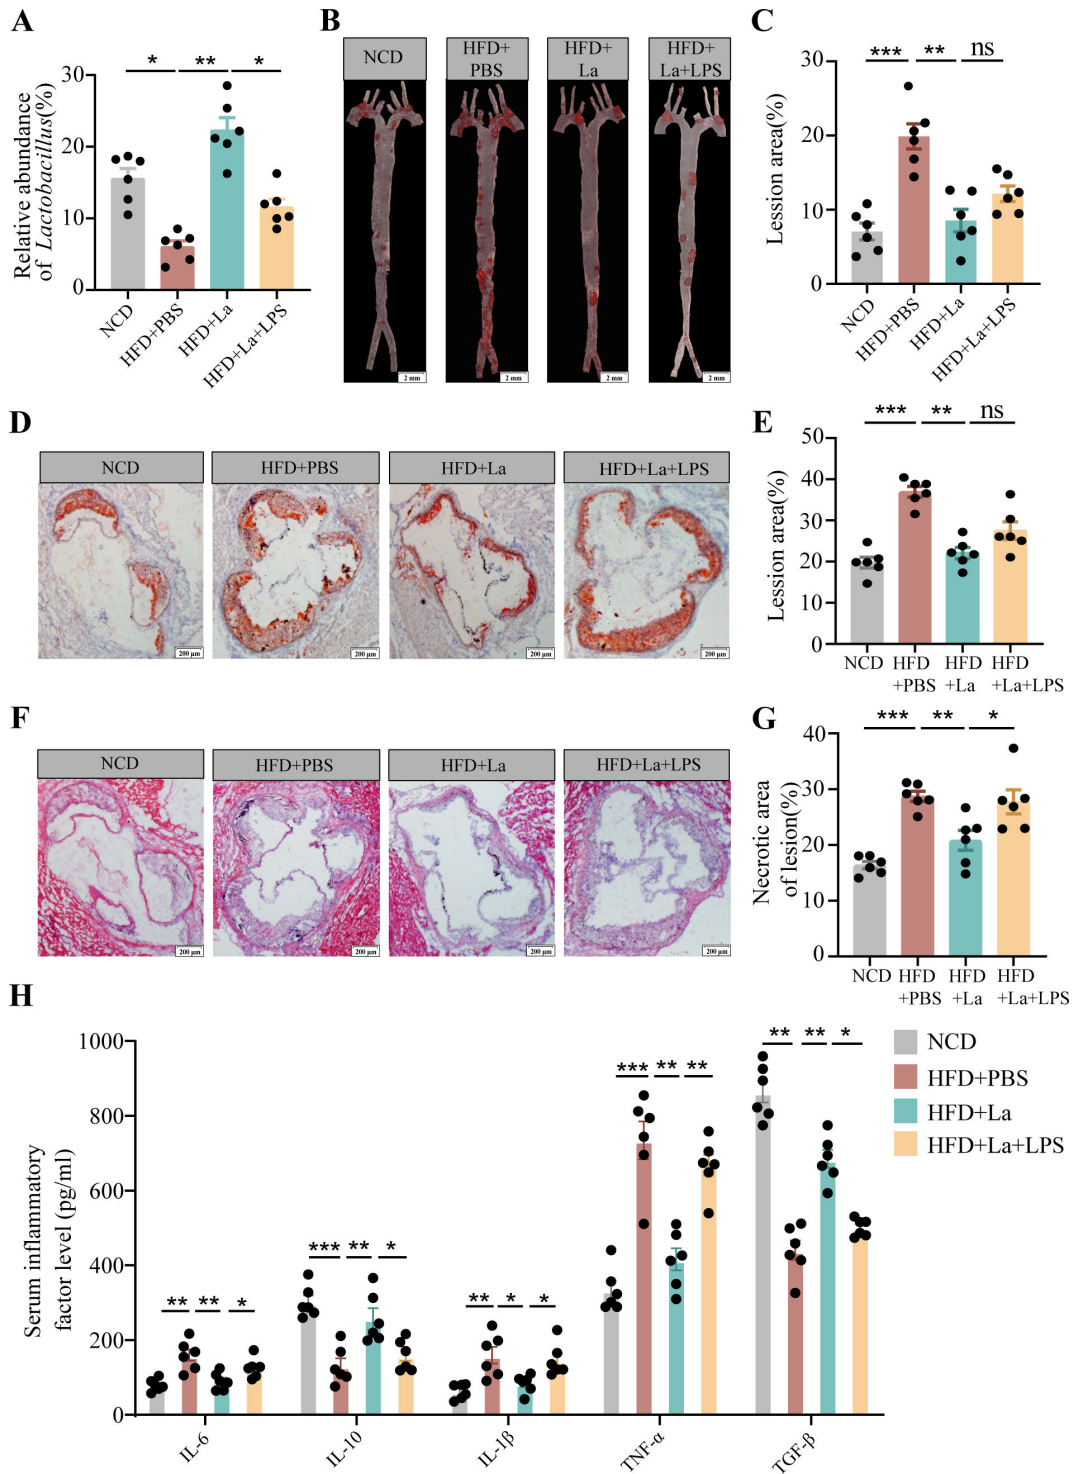 A
Relative abundance
of Lactobacillus(%)
30
20
10
0
* ** *
NCD
HFD+PBS
HFD+La
HFD+La+LPS
B
NCD
HFD+
PBS
HFD+
La
HFD+
La+LPS
2 mm
2 mm
2 mm
2 mm
C
Lession area(%)
30
20
10
0
*** ** ns
NCD
HFD+PBS
HFD+La
HFD+La+LPS
D
NCD
HFD+PBS
HFD+La
HFD+La+LPS
200 μm
200 μm
200 μm
200 μm
E
Lession area(%)
50
40
30
20
10
0
*** ** ns
NCD
HFD
+PBS
HFD
+La
HFD
+La+LPS
F
NCD
HFD+PBS
HFD+La
HFD+La+LPS
200 μm
200 μm
200 μm
200 μm
G
Necrotic area
of lesion(%)
40
30
20
10
0
*** ** *
NCD
HFD
+PBS
HFD
+La
HFD
+La+LPS
H
Serum inflammatory
factor level (pg/ml)
1000
800
600
400
200
0
** ** *
*** ** *
** * *
*** ** **
** ** *
IL-6
IL-10
IL-1β
TNF-α
TGF-β
NCD
HFD+PBS
HFD+La
HFD+La+LPS